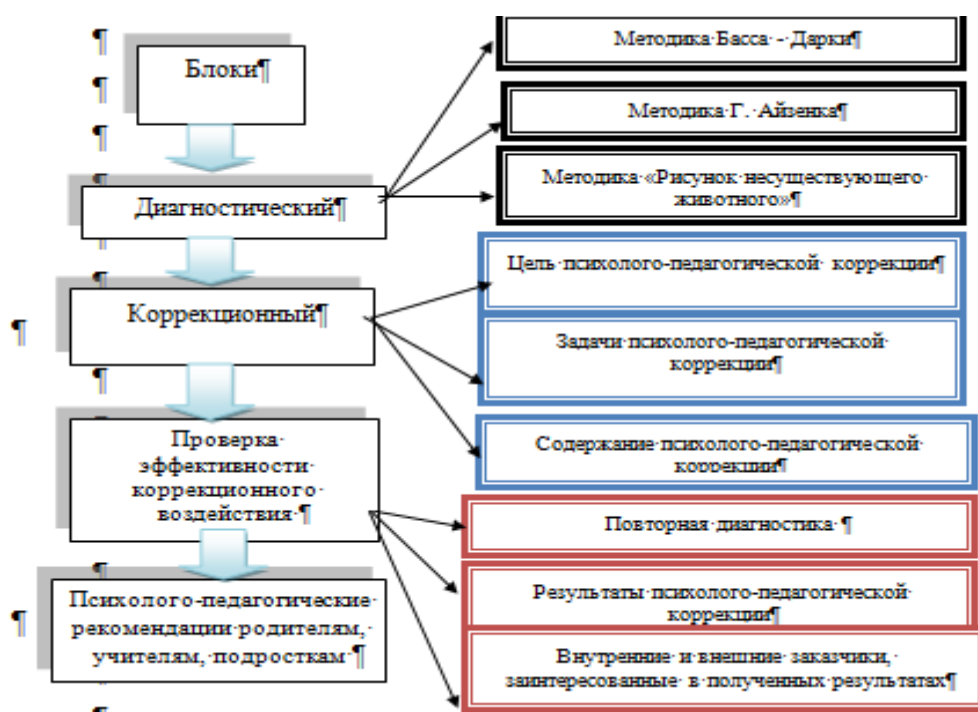 Блоки
Диагностический
Коррекционный
Проверка
эффективности
коррекционного
воздействия
Психолого-педагогические
рекомендации родителям,
учителям, подросткам
Методика Басса - Дарки
Методика Г. Айзенка
Методика «Рисунок несуществующего
животного»
Цель психолого-педагогической коррекции
Задачи психолого-педагогической
коррекции
Содержание психолого-педагогической
коррекции
Повторная диагностика
Результаты психолого-педагогической
коррекции
Внутренние и внешние заказчики,
заинтересованные в полученных результатах